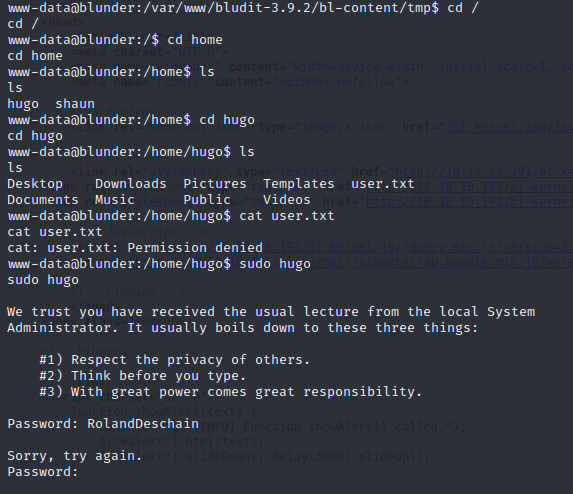 www-data@blunder:/var/www/bludit-3.9.2/bl-content/tmp$ cd /
cd /
www-data@blunder:/$ cd home
cd home
www-data@blunder:/home$ ls
ls
hugo  shaun
www-data@blunder:/home$ cd hugo
cd hugo
www-data@blunder:/home/hugo$ ls
ls
Desktop    Downloads  Pictures  Templates  user.txt
Documents  Music      Public    Videos
www-data@blunder:/home/hugo$ cat user.txt
cat user.txt
cat: user.txt: Permission denied
www-data@blunder:/home/hugo$ sudo hugo
sudo hugo

We trust you have received the usual lecture from the local System
Administrator. It usually boils down to these three things:

    #1) Respect the privacy of others.
    #2) Think before you type.
    #3) With great power comes great responsibility.

Password: RolandDeschain

Sorry, try again.
Password: